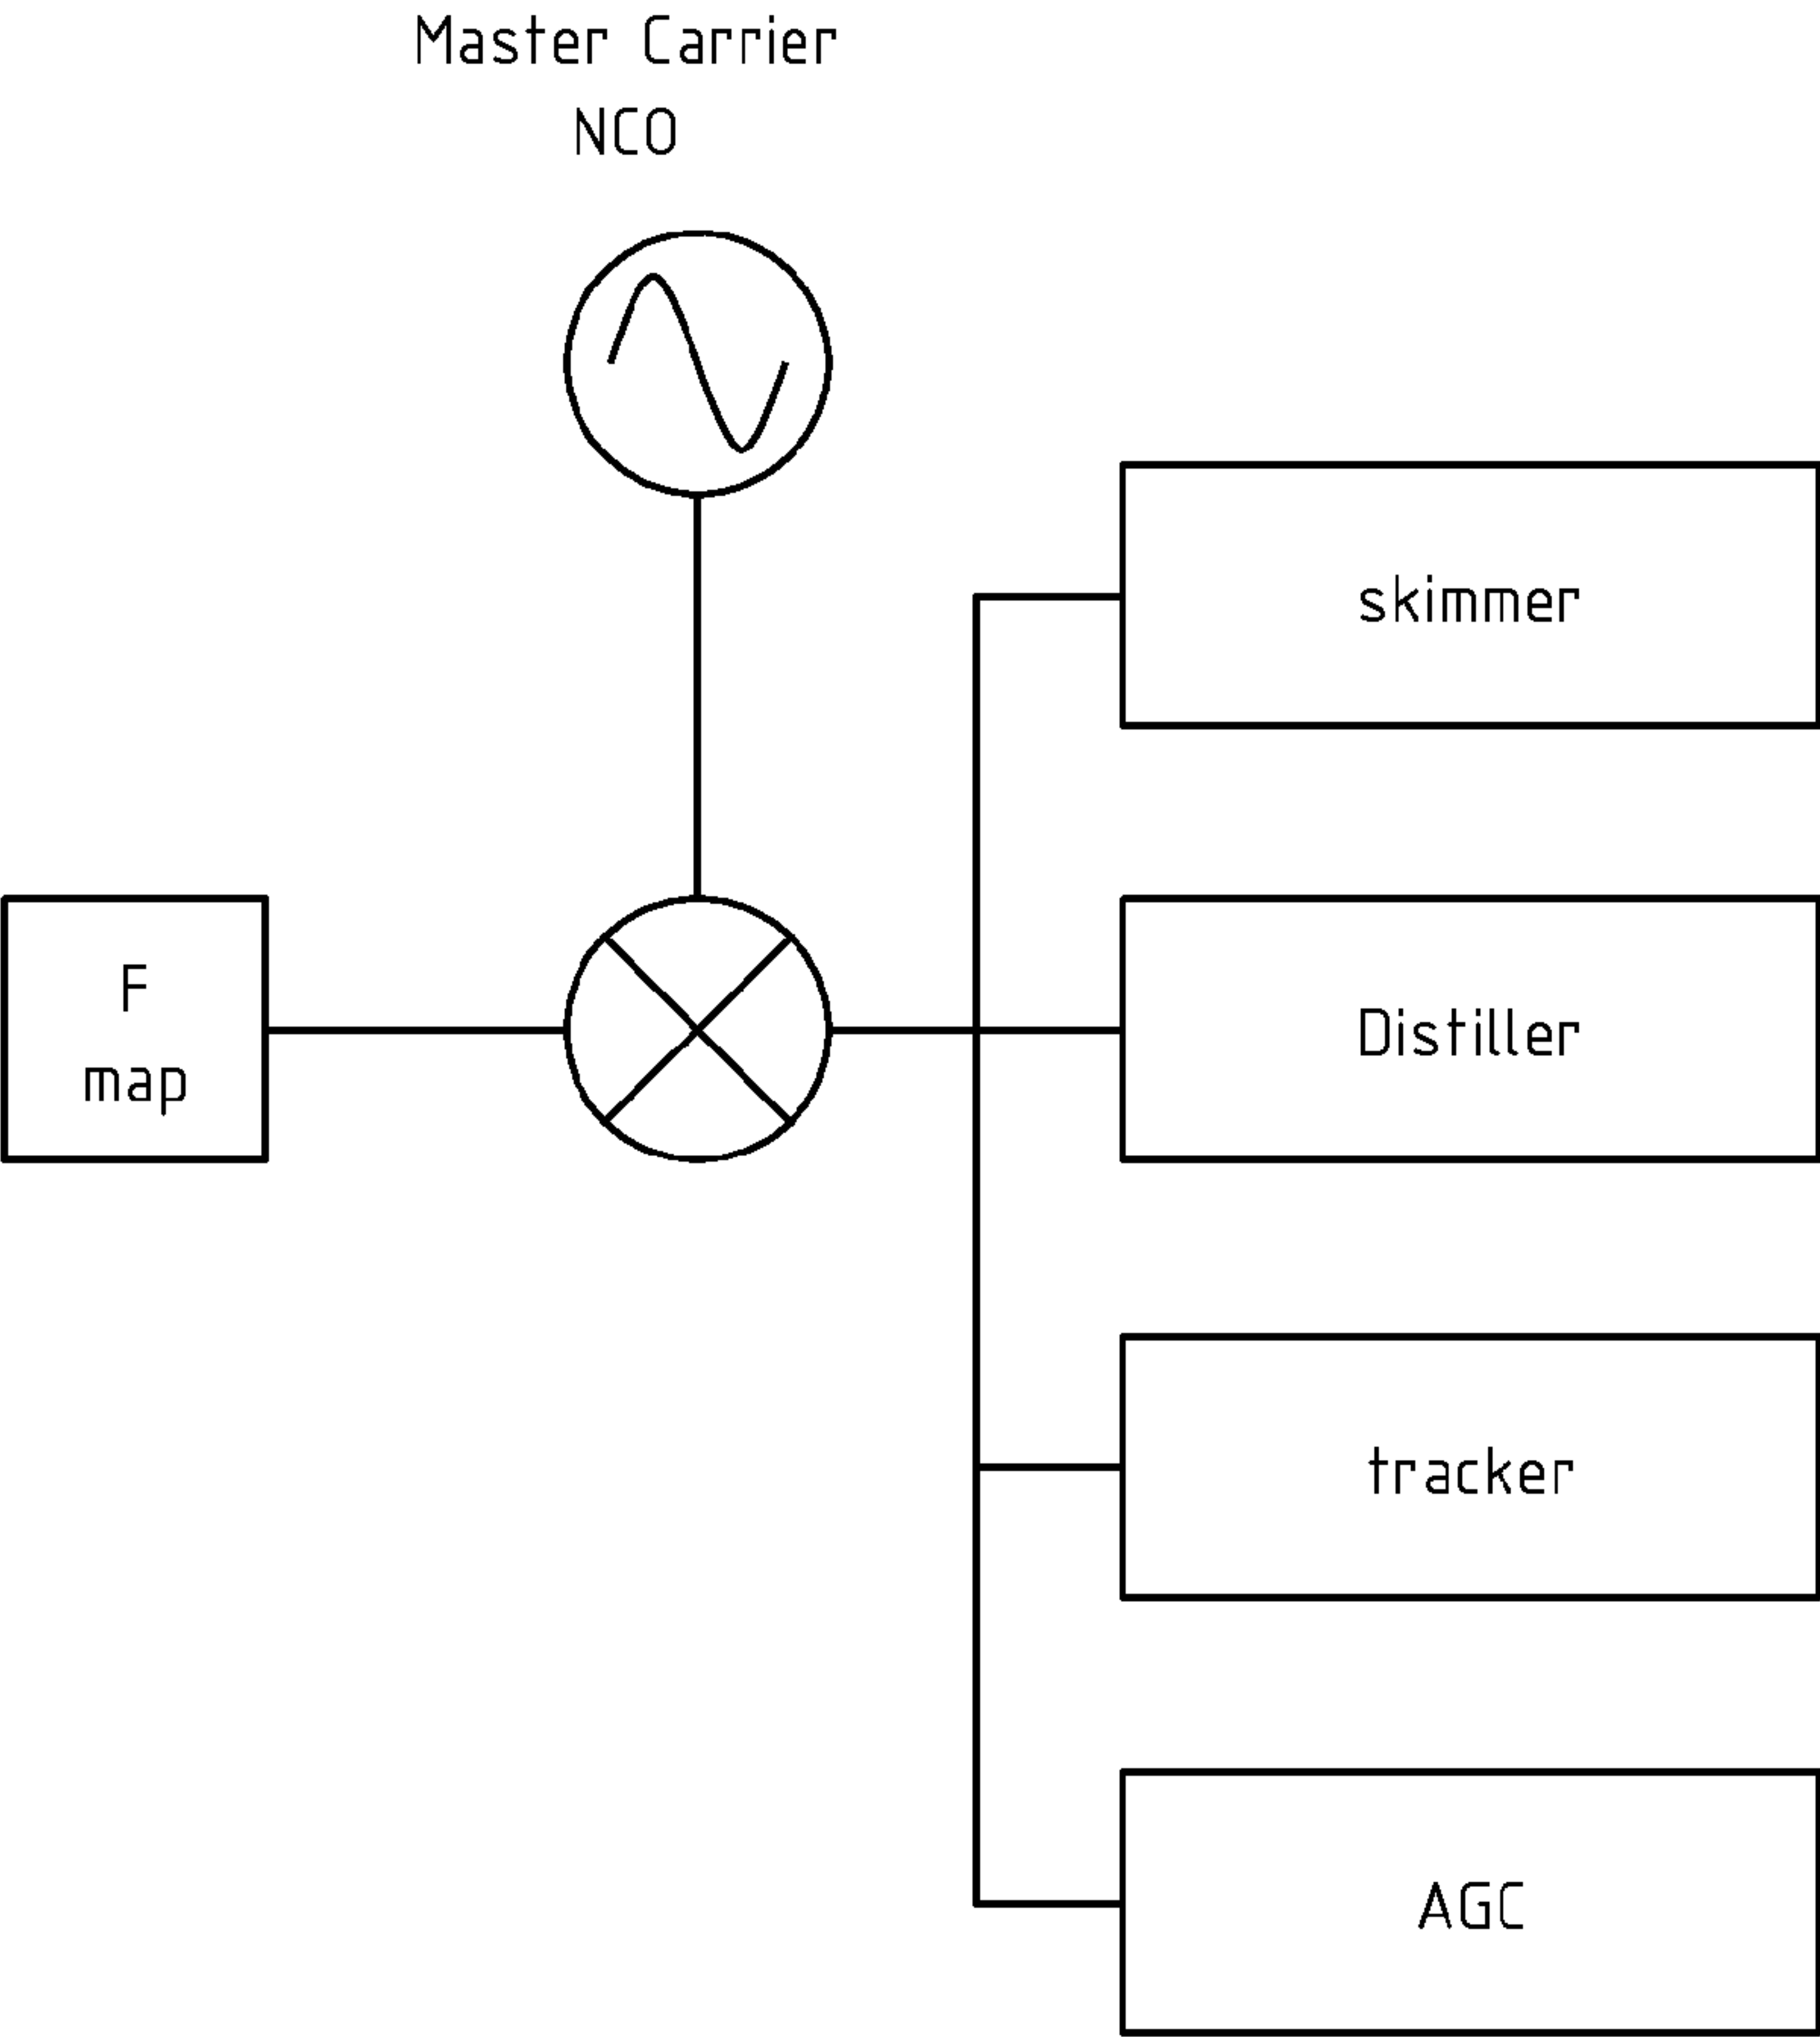 Master Carrier
NCO
skimmer
F
map
Distiller
tracker
AGC